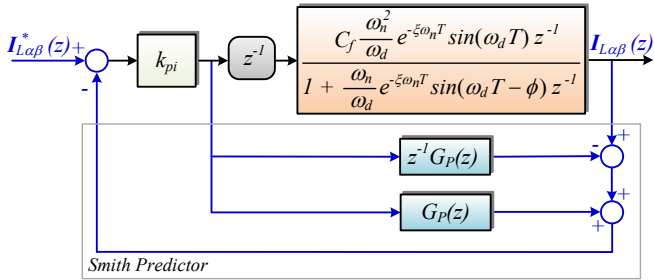 I*Lαβ(z) +
-
kpi
z⁻¹
Cf ωn²/ωd e^(-ξωnT) sin(ωdT) z⁻¹
1 + ωn/ωd e^(-ξωnT) sin(ωdT - ϕ) z⁻¹
ILαβ(z)
+
-
z⁻¹GP(z)
+
+
GP(z)
Smith Predictor